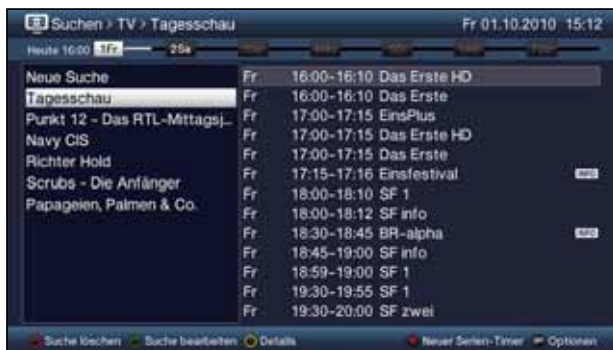 Suchen > TV > Tagesschau
Fr 01.10.2010 15:12
Heute 16:00 1Fr 2Sa
Neue Suche
Tagesschau
Punkt 12 - Das RTL-Mittagsj...
Navy CIS
Richter Hold
Scrubs - Die Anfänger
Papageien, Palmen & Co.
Fr 16:00-16:10 Das Erste HD
Fr 16:00-16:10 Das Erste
Fr 17:00-17:15 EinsPlus
Fr 17:00-17:15 Das Erste HD
Fr 17:00-17:15 Das Erste
Fr 17:15-17:16 Einsfestival
Fr 18:00-18:10 SF 1
Fr 18:00-18:12 SF info
Fr 18:30-18:45 BR-alpha
Fr 18:45-19:00 SF info
Fr 18:59-19:00 SF 1
Fr 19:30-19:55 SF 1
Fr 19:30-20:00 SF zwei
Suche löschen Suche bearbeiten Details Neuer Serien-Timer Optionen